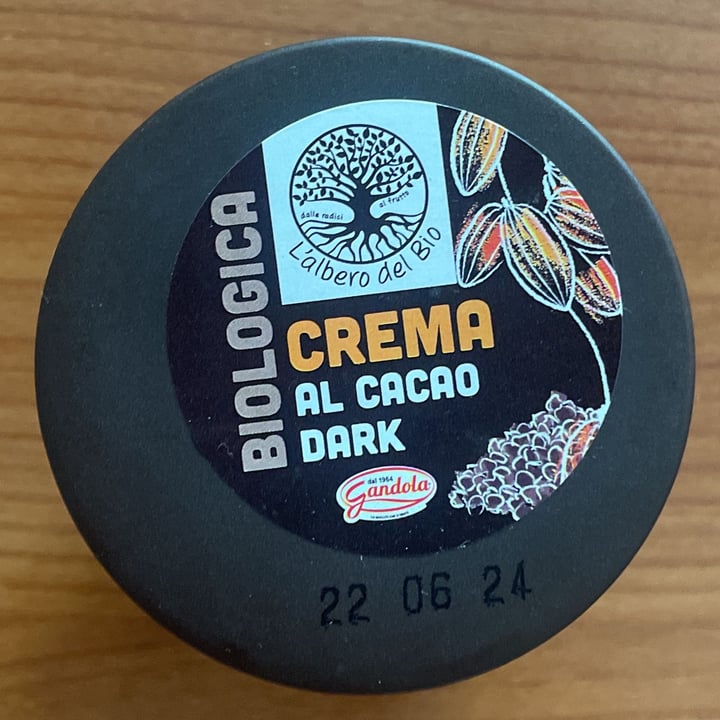 dalle radici
al frutto
L'albero del Bio
BIOLOGICA
CREMA
AL CACAO
DARK
dal 1964
Gandola
22 06 24